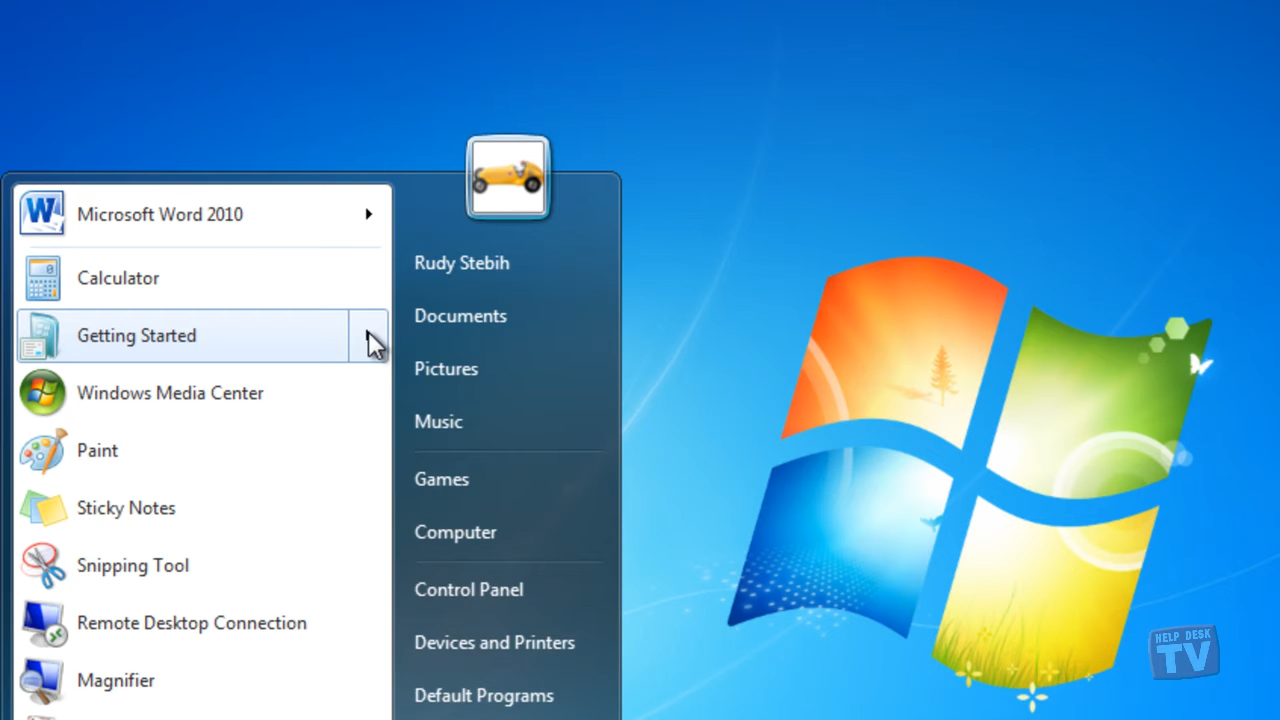 Microsoft Word 2010
Calculator
Getting Started
Windows Media Center
Paint
Sticky Notes
Snipping Tool
Remote Desktop Connection
Magnifier
Rudy Stebih
Documents
Pictures
Music
Games
Computer
Control Panel
Devices and Printers
Default Programs
HELP DESK
TV